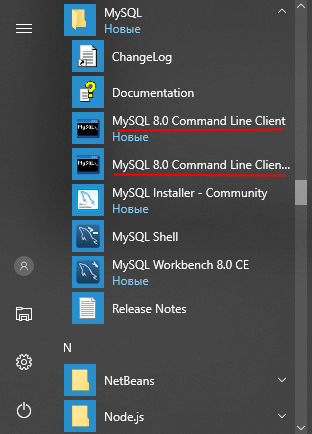 MySQL
Новые
ChangeLog
Documentation
MySQL 8.0 Command Line Client
Новые
MySQL 8.0 Command Line Clien...
Новые
MySQL Installer - Community
Новые
MySQL Shell
MySQL Workbench 8.0 CE
Новые
Release Notes
N
NetBeans
Node.js